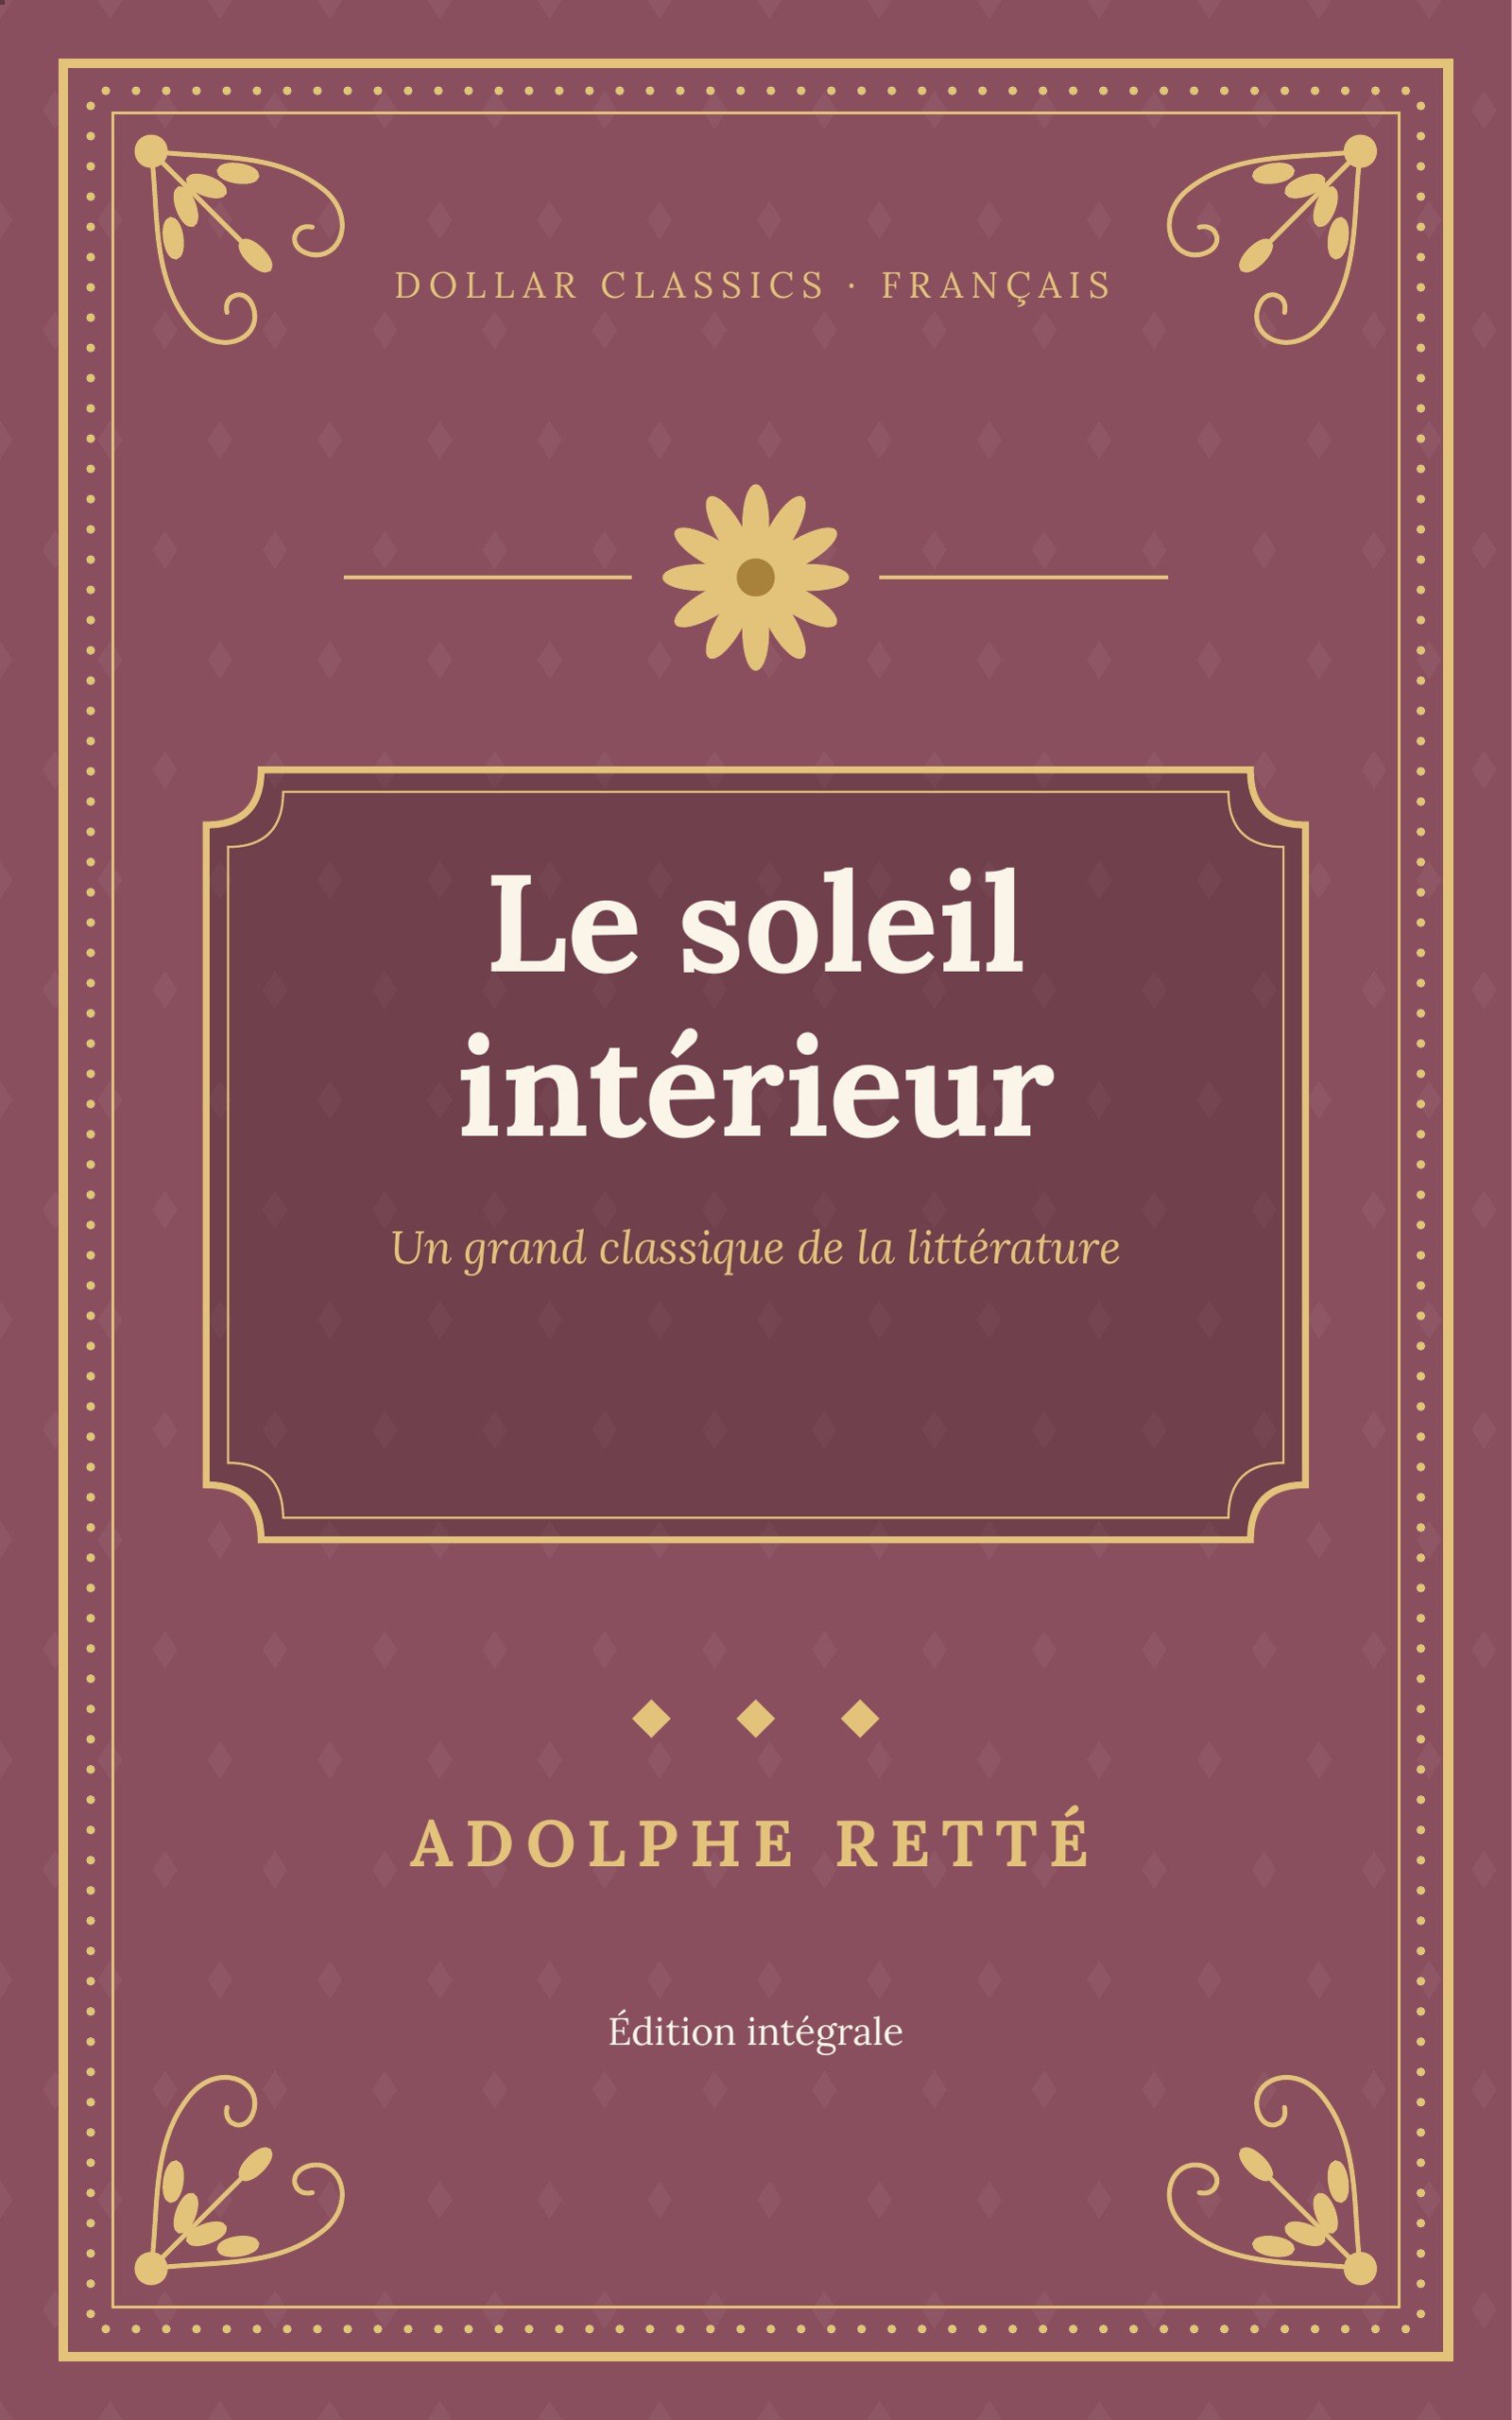 DOLLAR CLASSICS · FRANÇAIS
Le soleil
intérieur
Un grand classique de la littérature
ADOLPHE RETTÉ
Édition intégrale